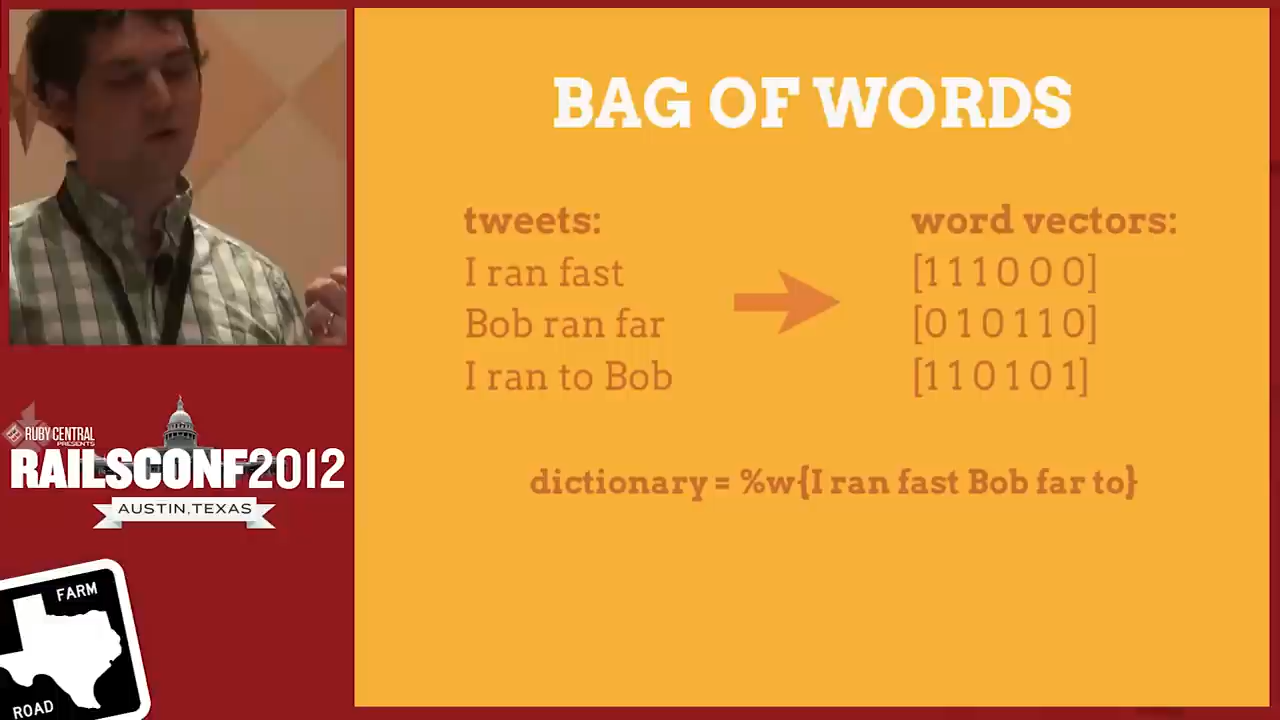 BAG OF WORDS
tweets:
I ran fast
Bob ran far
I ran to Bob
word vectors:
[1 1 1 0 0 0]
[0 1 0 1 1 0]
[1 1 0 1 0 1]
dictionary = %w{I ran fast Bob far to}
RUBY CENTRAL
PRESENTS
RAILSCONF2012
AUSTIN, TEXAS
FARM
ROAD